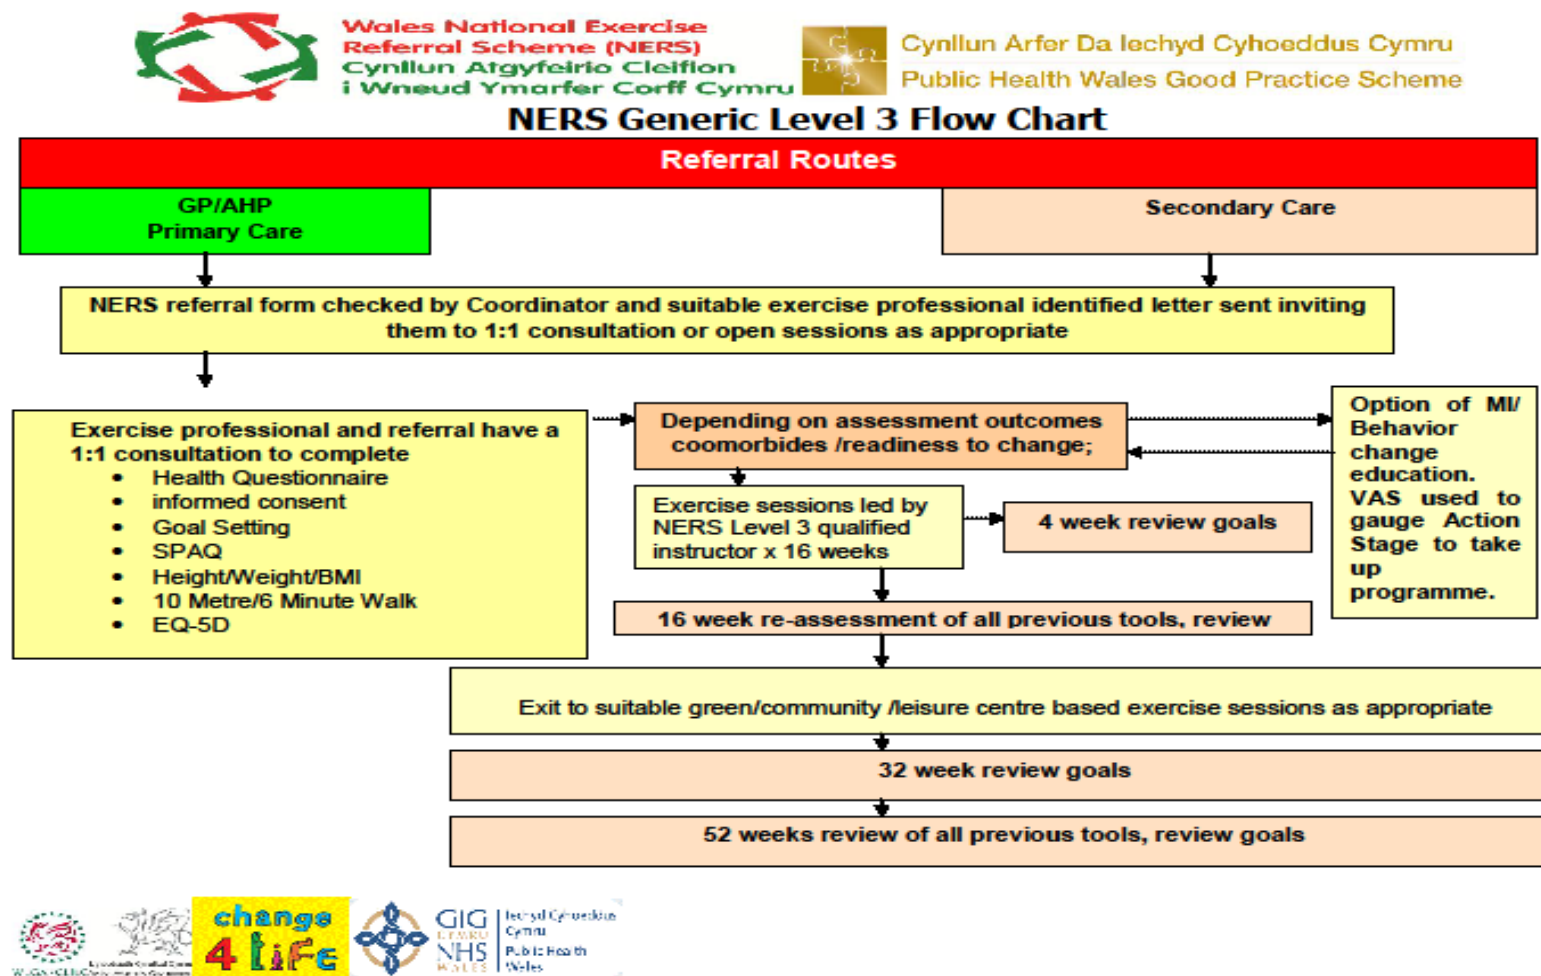 Wales National Exercise
Referral Scheme (NERS)
Cynllun Atgyfeirio Cleifion
i Wneud Ymarfer Corff Cymru
Cynllun Arfer Da Iechyd Cyhoeddus Cymru
Public Health Wales Good Practice Scheme
NERS Generic Level 3 Flow Chart
Referral Routes
GP/AHP
Primary Care
Secondary Care
NERS referral form checked by Coordinator and suitable exercise professional identified letter sent inviting
them to 1:1 consultation or open sessions as appropriate
Exercise professional and referral have a
1:1 consultation to complete
• Health Questionnaire
• informed consent
• Goal Setting
• SPAQ
• Height/Weight/BMI
• 10 Metre/6 Minute Walk
• EQ-5D
Depending on assessment outcomes
coomorbides /readiness to change;
Option of MI/
Behavior
change
education.
VAS used to
gauge Action
Stage to take
up
programme.
Exercise sessions led by
NERS Level 3 qualified
instructor x 16 weeks
4 week review goals
16 week re-assessment of all previous tools, review
Exit to suitable green/community /leisure centre based exercise sessions as appropriate
32 week review goals
52 weeks review of all previous tools, review goals
change
4 LiFe
GIG
CYMRU
NHS
WALES
Iechyd Cyhoeddus
Cymru
Public Health
Wales